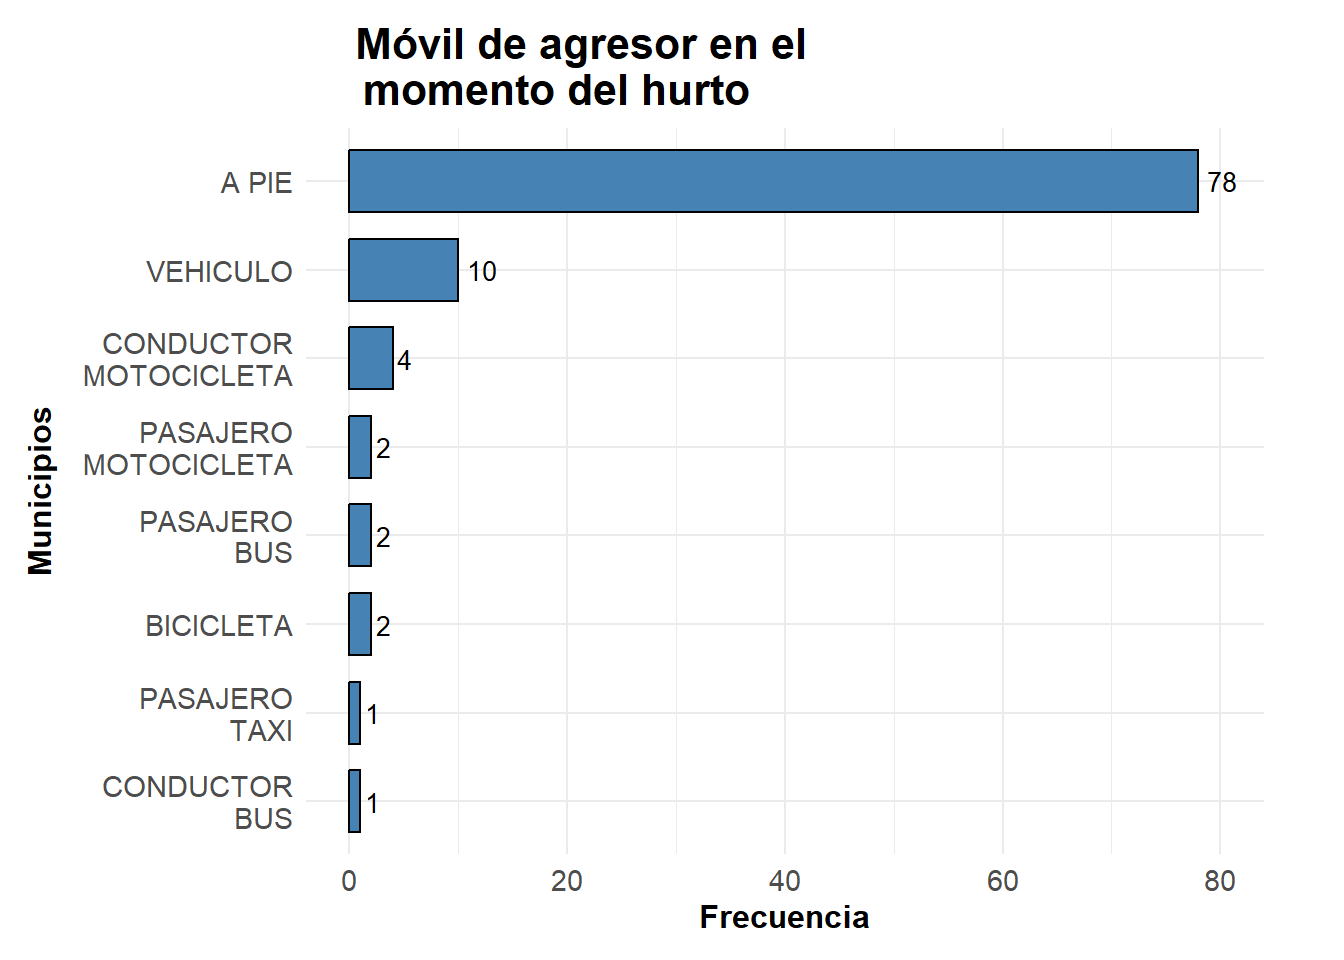 Móvil de agresor en el
momento del hurto
A PIE
78
VEHICULO
10
CONDUCTOR
MOTOCICLETA
4
PASAJERO
MOTOCICLETA
2
PASAJERO
BUS
2
BICICLETA
2
PASAJERO
TAXI
1
CONDUCTOR
BUS
1
Municipios
0 20 40 60 80
Frecuencia